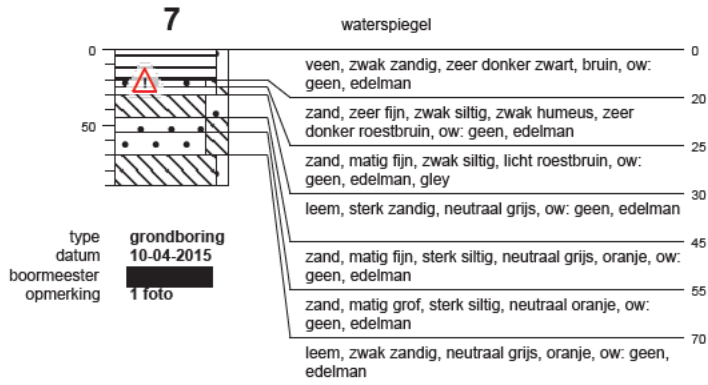 7
waterspiegel
0
0
veen, zwak zandig, zeer donker zwart, bruin, ow:
geen, edelman
20
zand, zeer fijn, zwak siltig, zwak humeus, zeer
donker roestbruin, ow: geen, edelman
25
50
zand, matig fijn, zwak siltig, licht roestbruin, ow:
geen, edelman, gley
30
leem, sterk zandig, neutraal grijs, ow: geen, edelman
45
zand, matig fijn, sterk siltig, neutraal grijs, oranje, ow:
geen, edelman
55
zand, matig grof, sterk siltig, neutraal oranje, ow:
geen, edelman
70
leem, zwak zandig, neutraal grijs, oranje, ow: geen,
edelman
type grondboring
datum 10-04-2015
boormeester
opmerking 1 foto